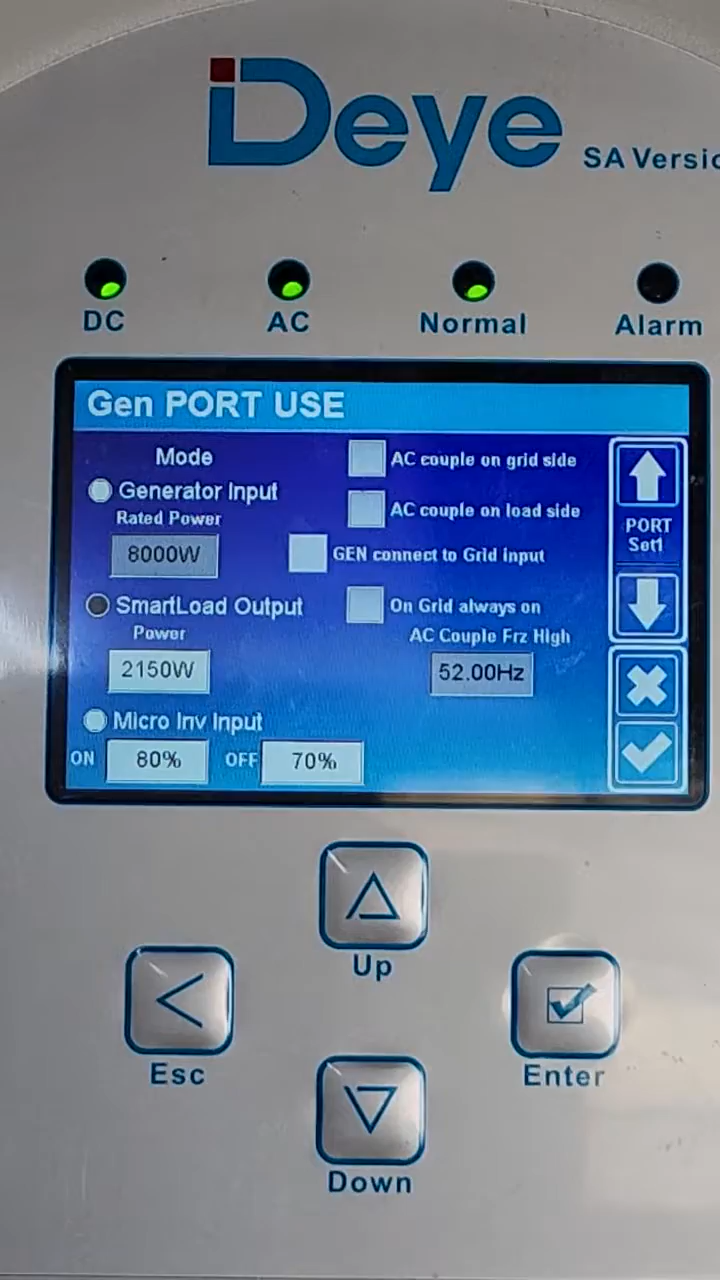 Deye
SA Versio
DC
AC
Normal
Alarm
Gen PORT USE
Mode
AC couple on grid side
Generator Input
Rated Power
AC couple on load side
PORT
Set1
8000W
GEN connect to Grid input
SmartLoad Output
On Grid always on
Power
AC Couple Frz High
2150W
52.00Hz
Micro Inv Input
ON
80%
OFF
70%
Up
Esc
Enter
Down